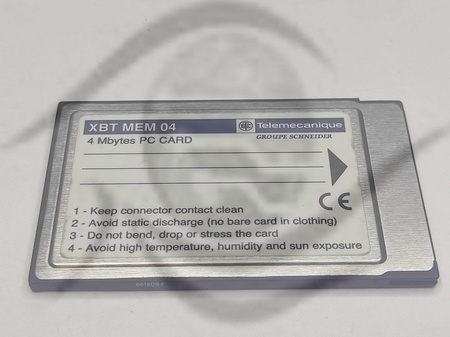 XBT MEM 04 Telemecanique
4 Mbytes PC CARD GROUPE SCHNEIDER
CE
1 - Keep connector contact clean
2 - Avoid static discharge (no bare card in clothing)
3 - Do not bend, drop or stress the card
4 - Avoid high temperature, humidity and sun exposure